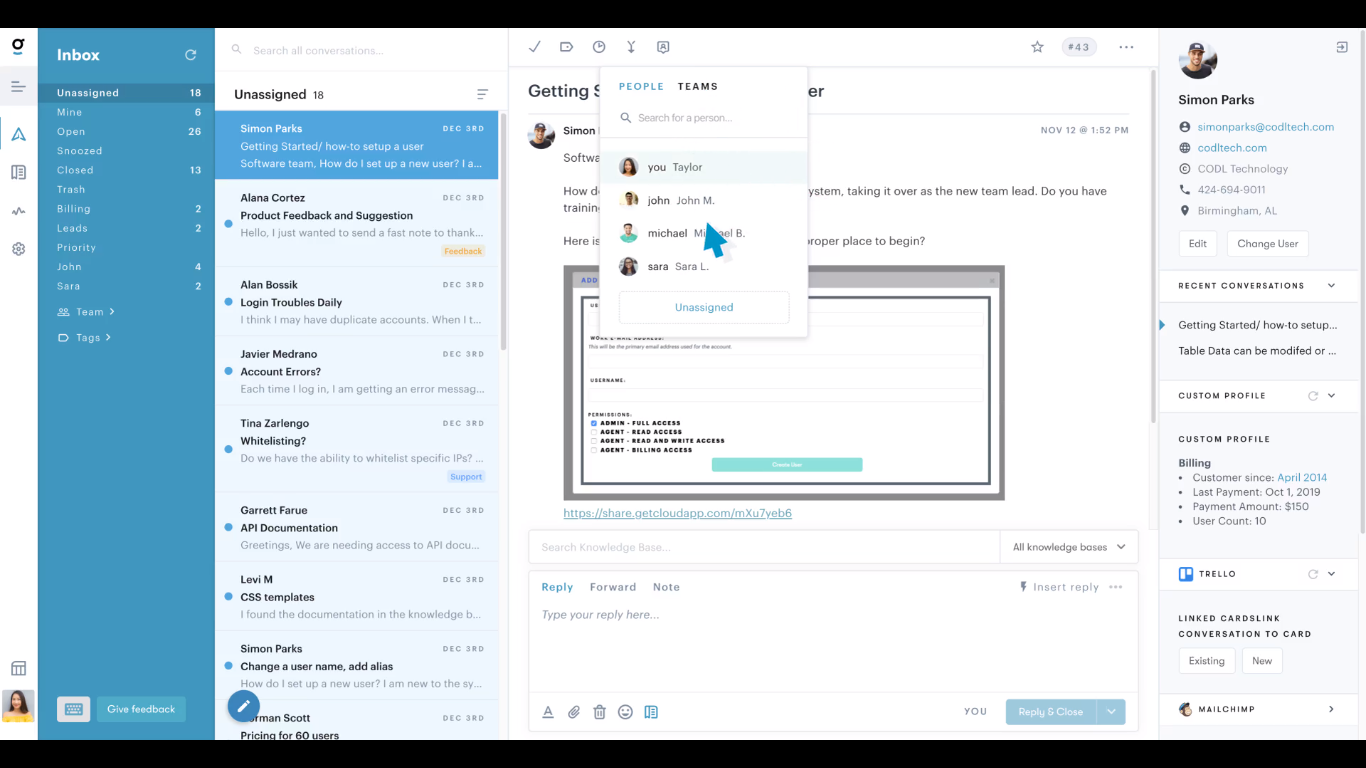 g
Inbox
Unassigned 18
Mine 6
Open 26
Snoozed
Closed 13
Trash
Billing 2
Leads 2
Priority
John 4
Sara 2
Team
Tags
Give feedback
Search all conversations...
Unassigned 18
Simon Parks DEC 3RD
Getting Started/ how-to setup a user
Software team, How do I set up a new user? I a...
Alana Cortez DEC 3RD
Product Feedback and Suggestion
Hello, I just wanted to send a fast note to thank...
Feedback
Alan Bossik DEC 3RD
Login Troubles Daily
I think I may have duplicate accounts. When I t...
Javier Medrano DEC 3RD
Account Errors?
Each time I log in, I am getting an error messag...
Tina Zarlengo DEC 3RD
Whitelisting?
Do we have the ability to whitelist specific IPs? ...
Support
Garrett Farue DEC 3RD
API Documentation
Greetings, We are needing access to API docu...
Levi M DEC 3RD
CSS templates
I found the documentation in the knowledge b...
Simon Parks DEC 3RD
Change a user name, add alias
How do I set up a new user? I am new to the sy...
Scott DEC 3RD
Pricing for 60 users
#43
Getting S er
Simon NOV 12 @ 1:52 PM
Softwa
How do ystem, taking it over as the new team lead. Do you have
training
Here is proper place to begin?
PEOPLE TEAMS
Search for a person...
you Taylor
john John M.
michael B.
sara Sara L.
Unassigned
ADD
WORK E-MAIL ADDRESS:
This will be the primary email address used for the account.
USERNAME:
PERMISSIONS:
ADMIN - FULL ACCESS
AGENT - READ ACCESS
AGENT - READ AND WRITE ACCESS
AGENT - BILLING ACCESS
Create User
https://share.getcloudapp.com/mXu7yeb6
Search Knowledge Base... All knowledge bases
Reply Forward Note Insert reply
Type your reply here...
YOU Reply & Close
Simon Parks
simonparks@codltech.com
codltech.com
CODL Technology
424-694-9011
Birmingham, AL
Edit Change User
RECENT CONVERSATIONS
Getting Started/ how-to setup...
Table Data can be modifed or ...
CUSTOM PROFILE
CUSTOM PROFILE
Billing
• Customer since: April 2014
• Last Payment: Oct 1, 2019
• Payment Amount: $150
• User Count: 10
TRELLO
LINKED CARDSLINK
CONVERSATION TO CARD
Existing New
MAILCHIMP